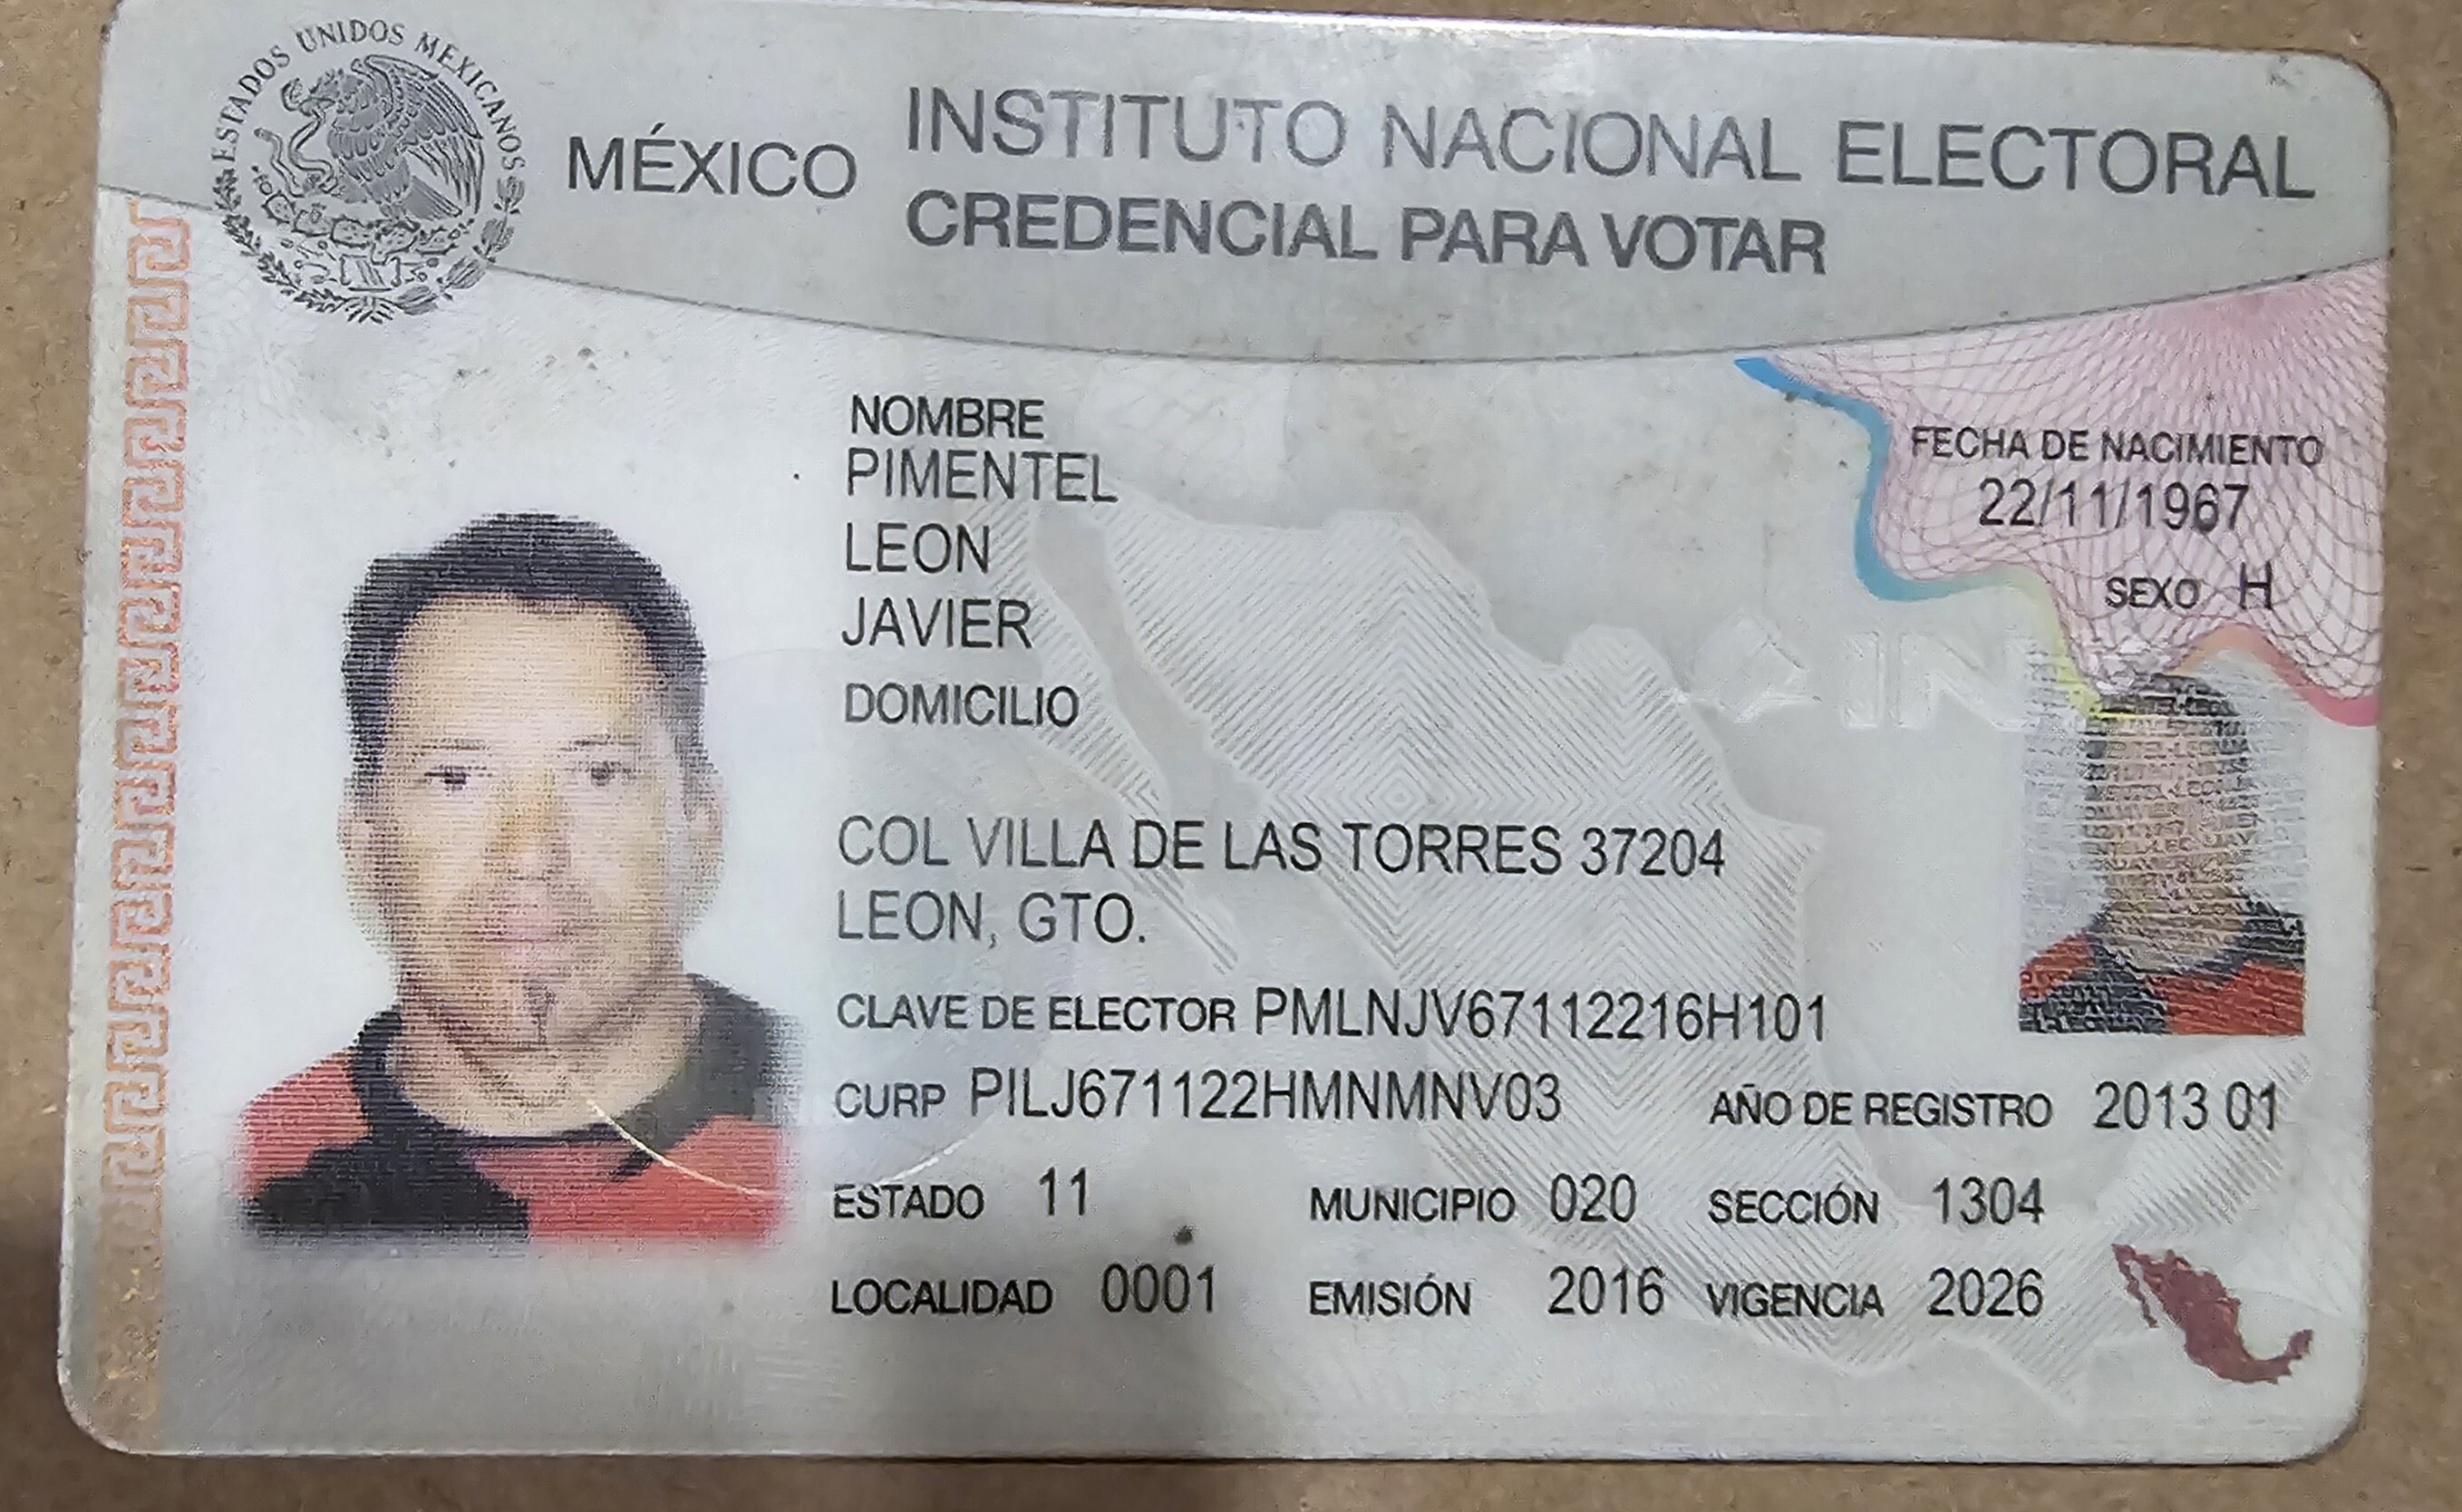 ESTADOS UNIDOS MEXICANOS
MÉXICO
INSTITUTO NACIONAL ELECTORAL
CREDENCIAL PARA VOTAR
NOMBRE
PIMENTEL
LEON
JAVIER
FECHA DE NACIMIENTO
22/11/1967
SEXO H
DOMICILIO
COL VILLA DE LAS TORRES 37204
LEON, GTO.
CLAVE DE ELECTOR PMLNJV67112216H101
CURP PILJ671122HMNMNV03 AÑO DE REGISTRO 2013 01
ESTADO 11 MUNICIPIO 020 SECCIÓN 1304
LOCALIDAD 0001 EMISIÓN 2016 VIGENCIA 2026